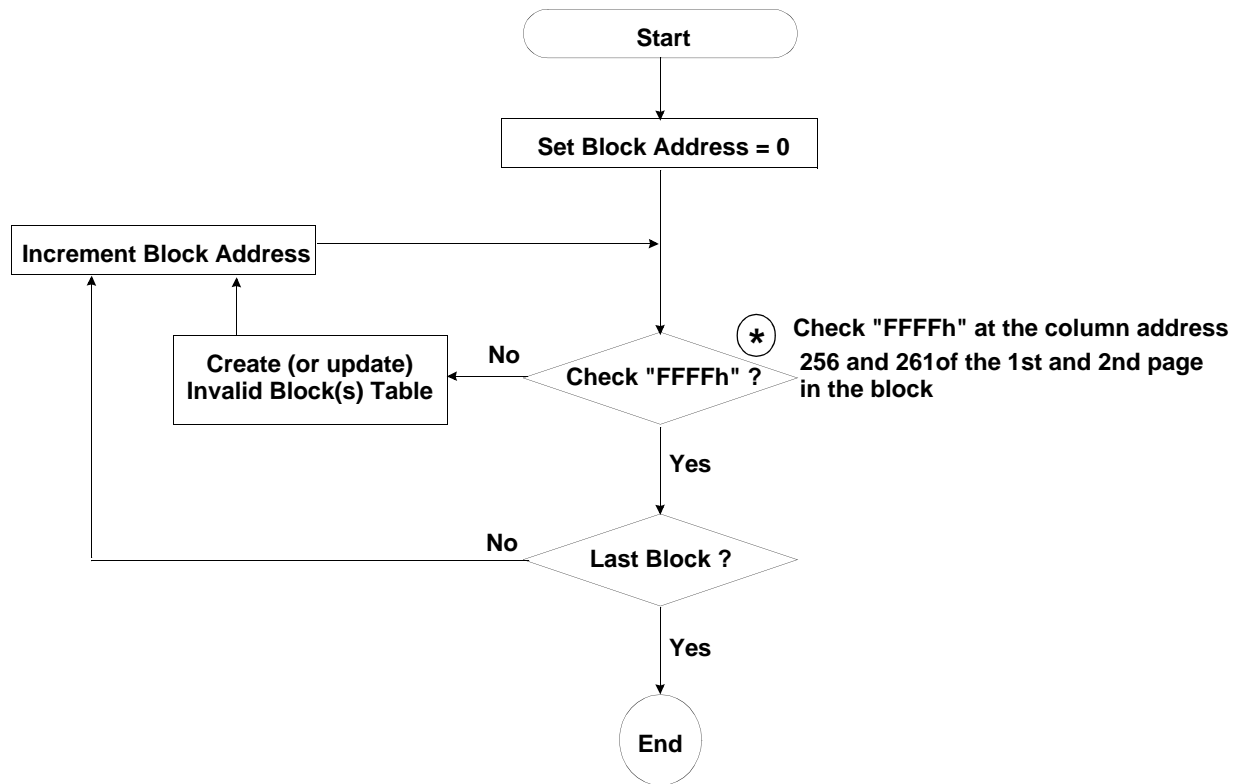 Start
Set Block Address = 0
Increment Block Address
*
Check "FFFFh" at the column address
256 and 261of the 1st and 2nd page
in the block
No
Create (or update)
Invalid Block(s) Table
Check "FFFFh" ?
Yes
No
Last Block ?
Yes
End